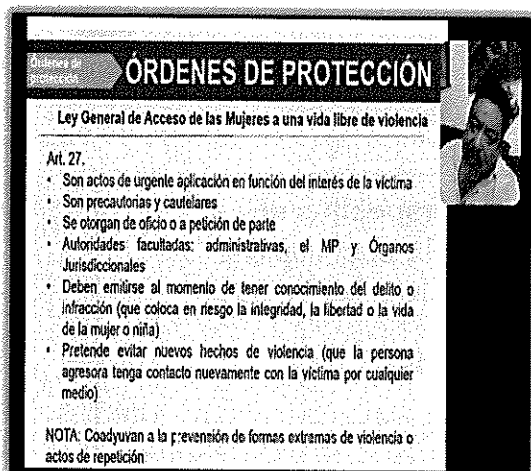 Órdenes de
protección
ÓRDENES DE PROTECCIÓN
Ley General de Acceso de las Mujeres a una vida libre de violencia
Art. 27.
• Son actos de urgente aplicación en función del interés de la víctima
• Son precautorias y cautelares
• Se otorgan de oficio o a petición de parte
• Autoridades facultadas: administrativas, el MP y Órganos
Jurisdiccionales
• Deben emitirse al momento de tener conocimiento del delito o
infracción (que coloca en riesgo la integridad, la libertad o la vida
de la mujer o niña)
• Pretende evitar nuevos hechos de violencia (que la persona
agresora tenga contacto nuevamente con la víctima por cualquier
medio)
NOTA: Coadyuvan a la prevención de formas extremas de violencia o
actos de repetición